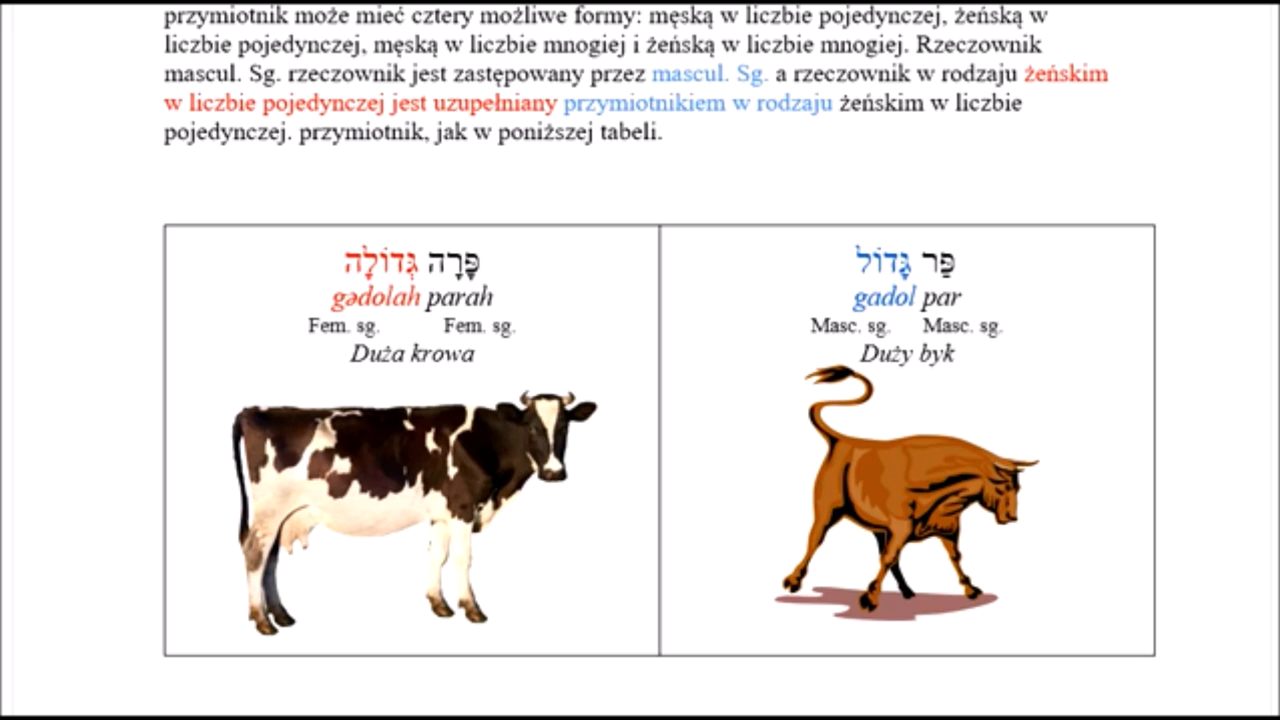 przymiotnik może mieć cztery możliwe formy: męską w liczbie pojedynczej, żeńską w
liczbie pojedynczej, męską w liczbie mnogiej i żeńską w liczbie mnogiej. Rzeczownik
mascul. Sg. rzeczownik jest zastępowany przez mascul. Sg. a rzeczownik w rodzaju żeńskim
w liczbie pojedynczej jest uzupełniany przymiotnikiem w rodzaju żeńskim w liczbie
pojedynczej. przymiotnik, jak w poniższej tabeli.
פָּרָה גְּדוֹלָה
gədolah parah
Fem. sg. Fem. sg.
Duża krowa
פַּר גָּדוֹל
gadol par
Masc. sg. Masc. sg.
Duży byk